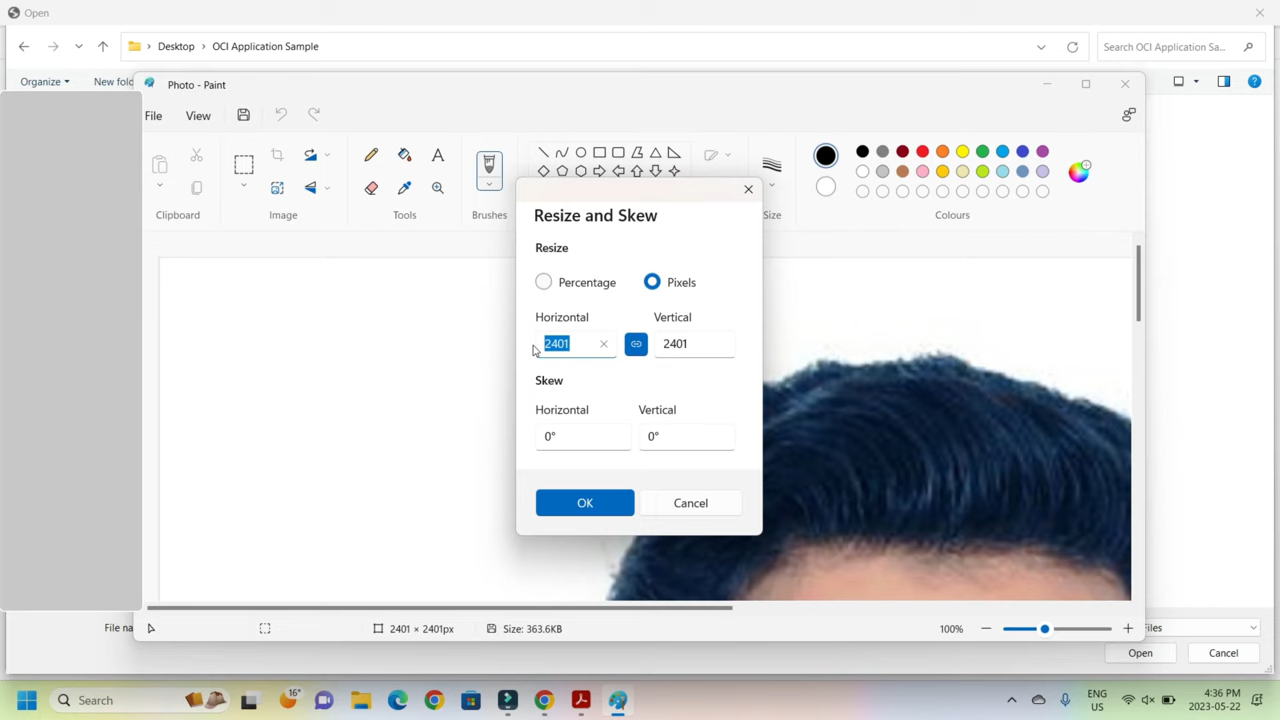 Open
Desktop > OCI Application Sample
Search OCI Application Sa...
Organize
New fold
Photo - Paint
File
View
Clipboard
Image
Tools
Brushes
Size
Colours
Resize and Skew
Resize
Percentage
Pixels
Horizontal
Vertical
2401
2401
Skew
Horizontal
Vertical
0°
0°
OK
Cancel
2401 × 2401px
Size: 363.6KB
100%
File na
Files
Open
Cancel
Search
16°
ENG
US
4:36 PM
2023-05-22